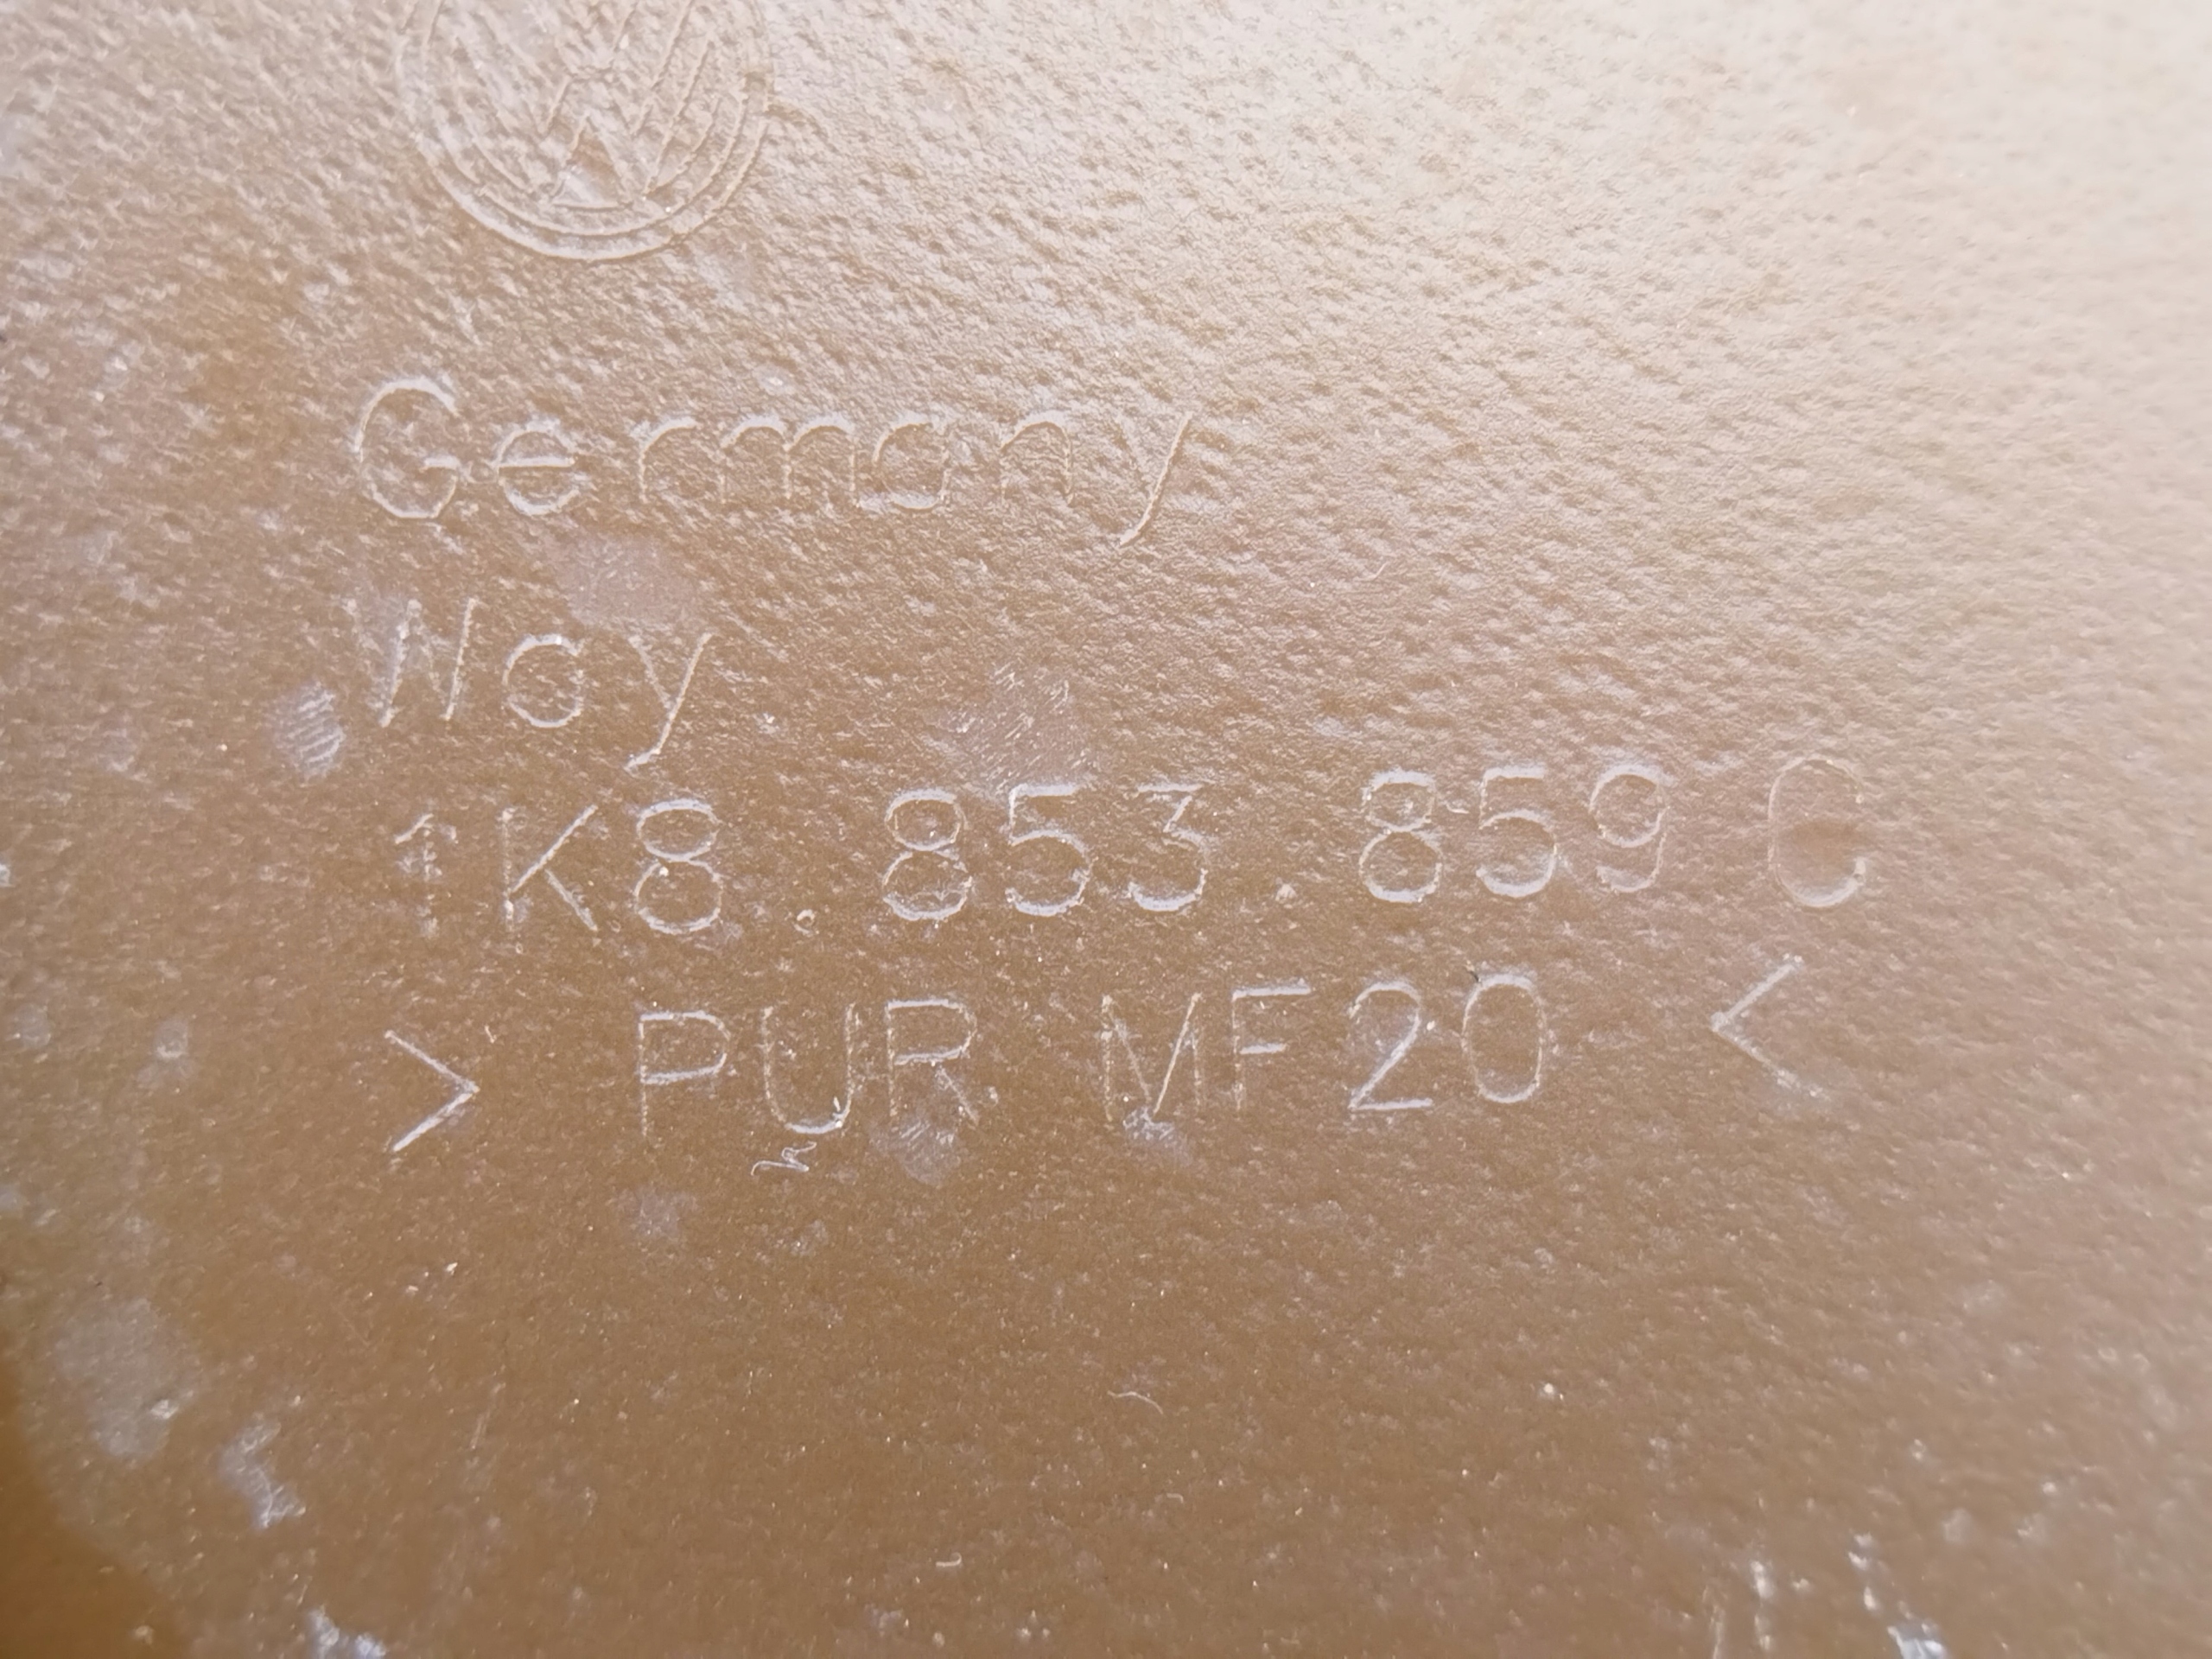 Germany
Way
1K8 853 859 C
> PUR MF20 <